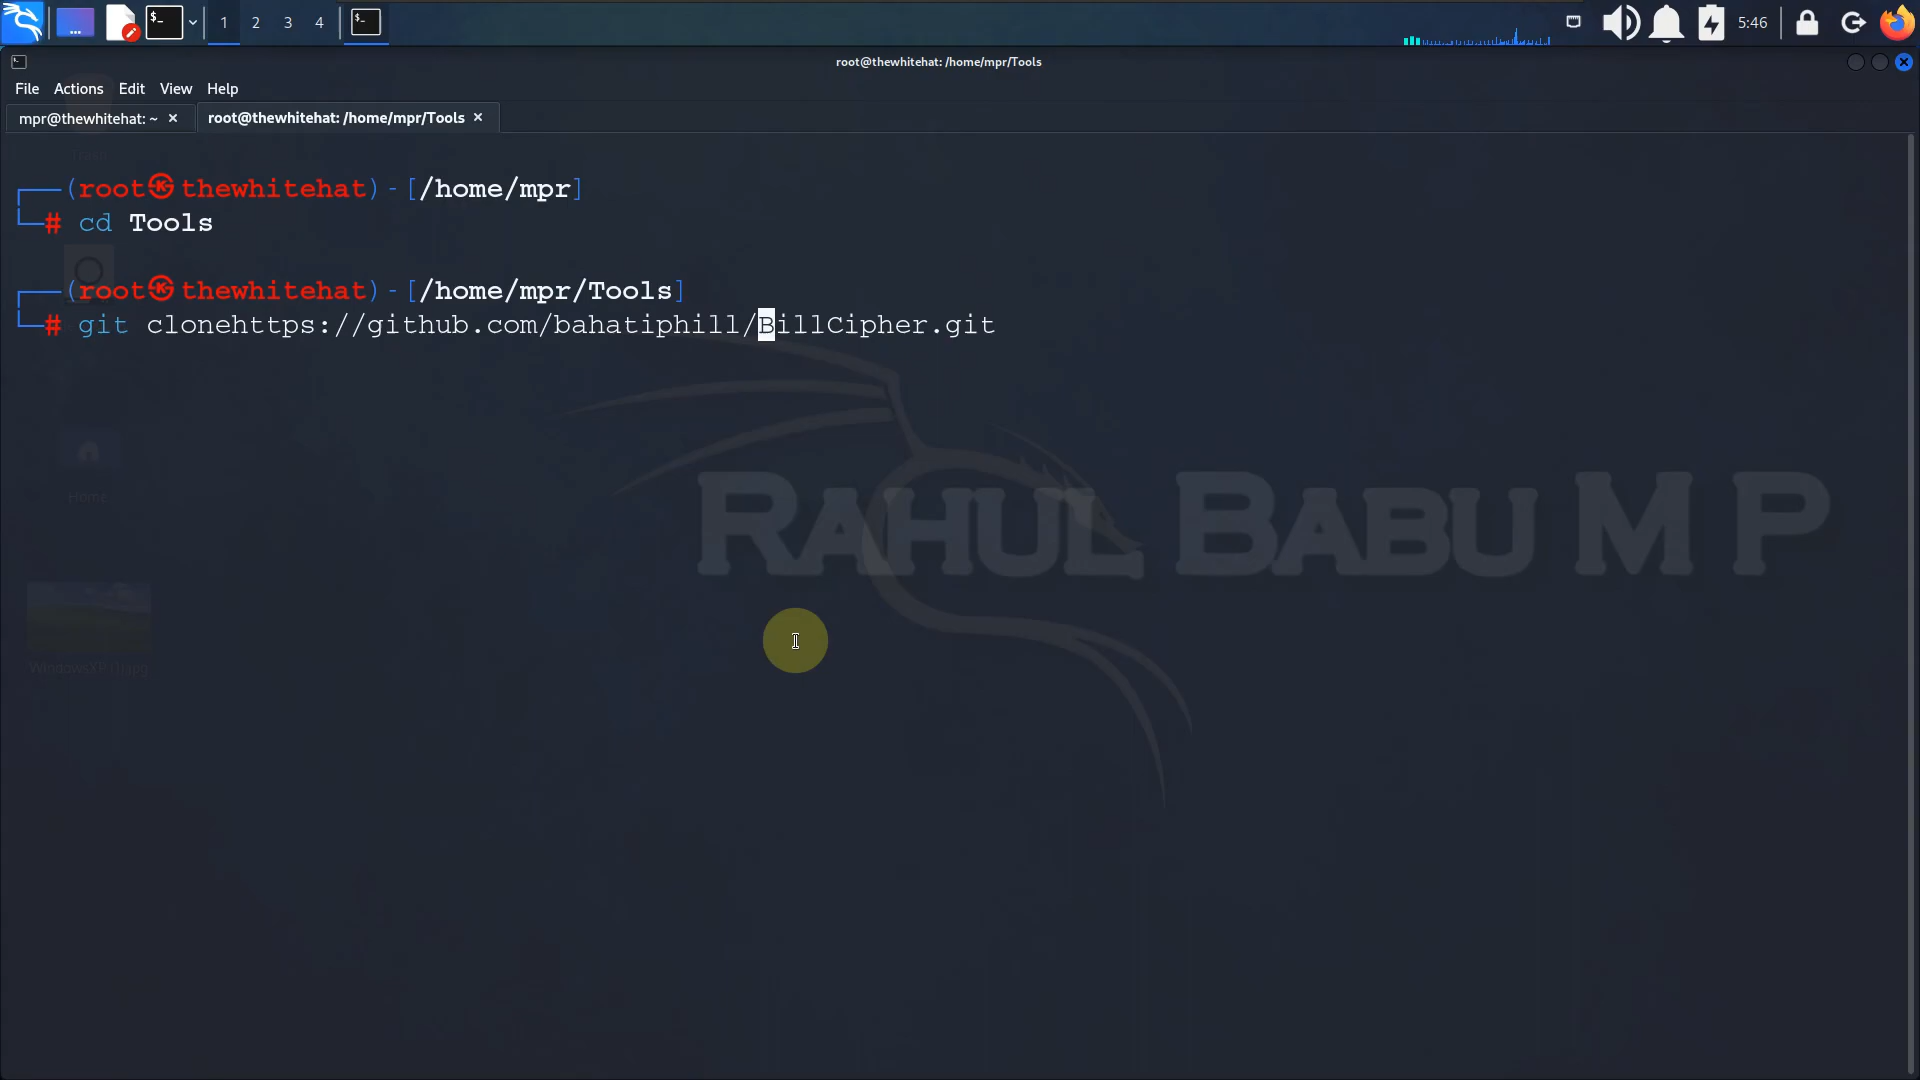 1 2 3 4
5:46
root@thewhitehat: /home/mpr/Tools
File Actions Edit View Help
mpr@thewhitehat: ~ × root@thewhitehat: /home/mpr/Tools ×
┌──(root㉿thewhitehat)-[/home/mpr]
└─# cd Tools
┌──(root㉿thewhitehat)-[/home/mpr/Tools]
└─# git clonehttps://github.com/bahatiphill/BillCipher.git
Home
RAHUL BABU M P